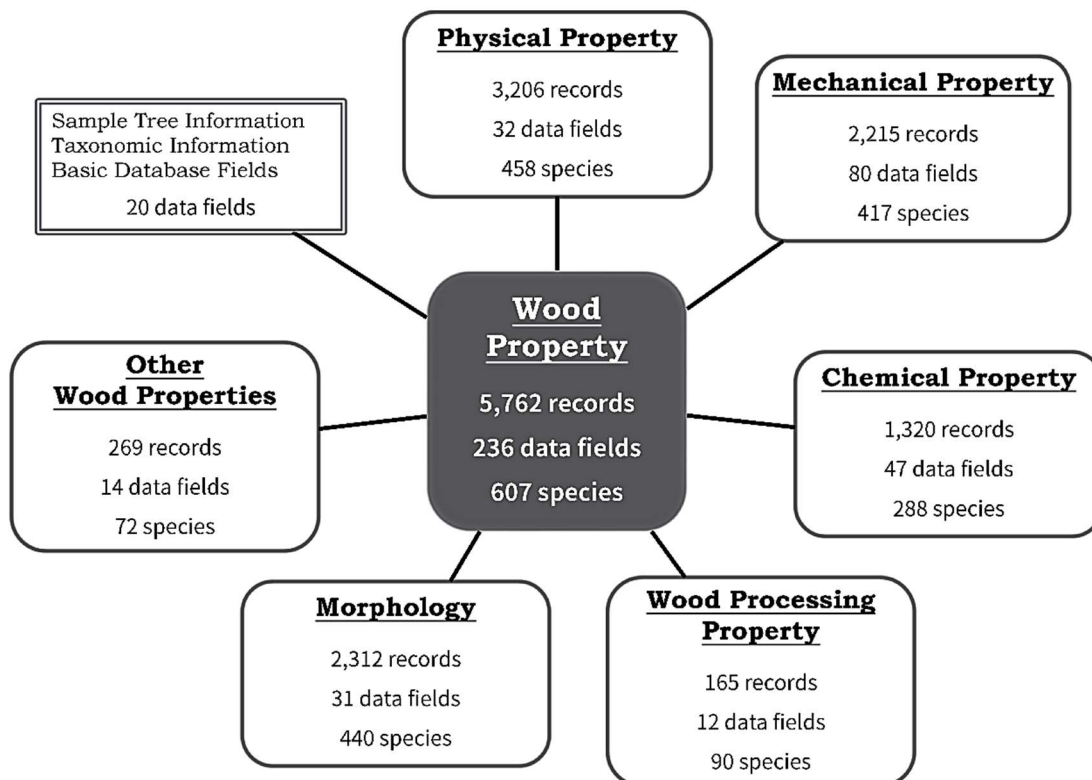 Physical Property
3,206 records
32 data fields
458 species
Mechanical Property
2,215 records
80 data fields
417 species
Sample Tree Information
Taxonomic Information
Basic Database Fields
20 data fields
Wood
Property
5,762 records
236 data fields
607 species
Other
Wood Properties
269 records
14 data fields
72 species
Chemical Property
1,320 records
47 data fields
288 species
Morphology
2,312 records
31 data fields
440 species
Wood Processing
Property
165 records
12 data fields
90 species